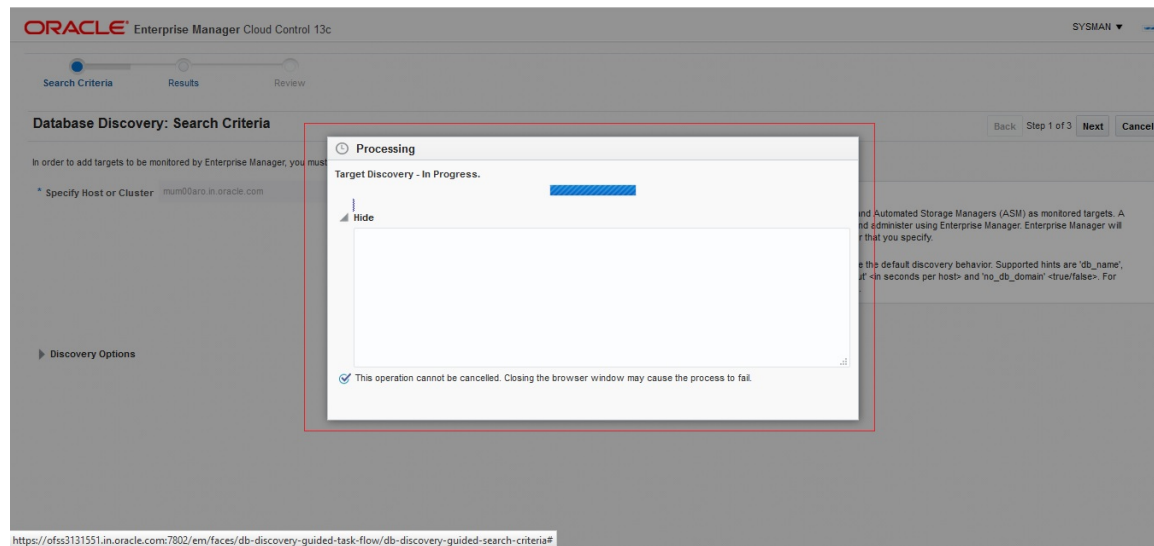 ORACLE Enterprise Manager Cloud Control 13c
SYSMAN
Search Criteria
Results
Review
Database Discovery: Search Criteria
Back Step 1 of 3 Next Cancel
In order to add targets to be monitored by Enterprise Manager, you must
* Specify Host or Cluster mum00aro.in.oracle.com
Processing
Target Discovery - In Progress.
Hide
This operation cannot be cancelled. Closing the browser window may cause the process to fail.
and Automated Storage Managers (ASM) as monitored targets. A
nd administer using Enterprise Manager. Enterprise Manager will
r that you specify.
e the default discovery behavior. Supported hints are 'db_name',
ut' <in seconds per host> and 'no_db_domain' <true/false>. For
Discovery Options
https://ofss3131551.in.oracle.com:7802/em/faces/db-discovery-guided-task-flow/db-discovery-guided-search-criteria#